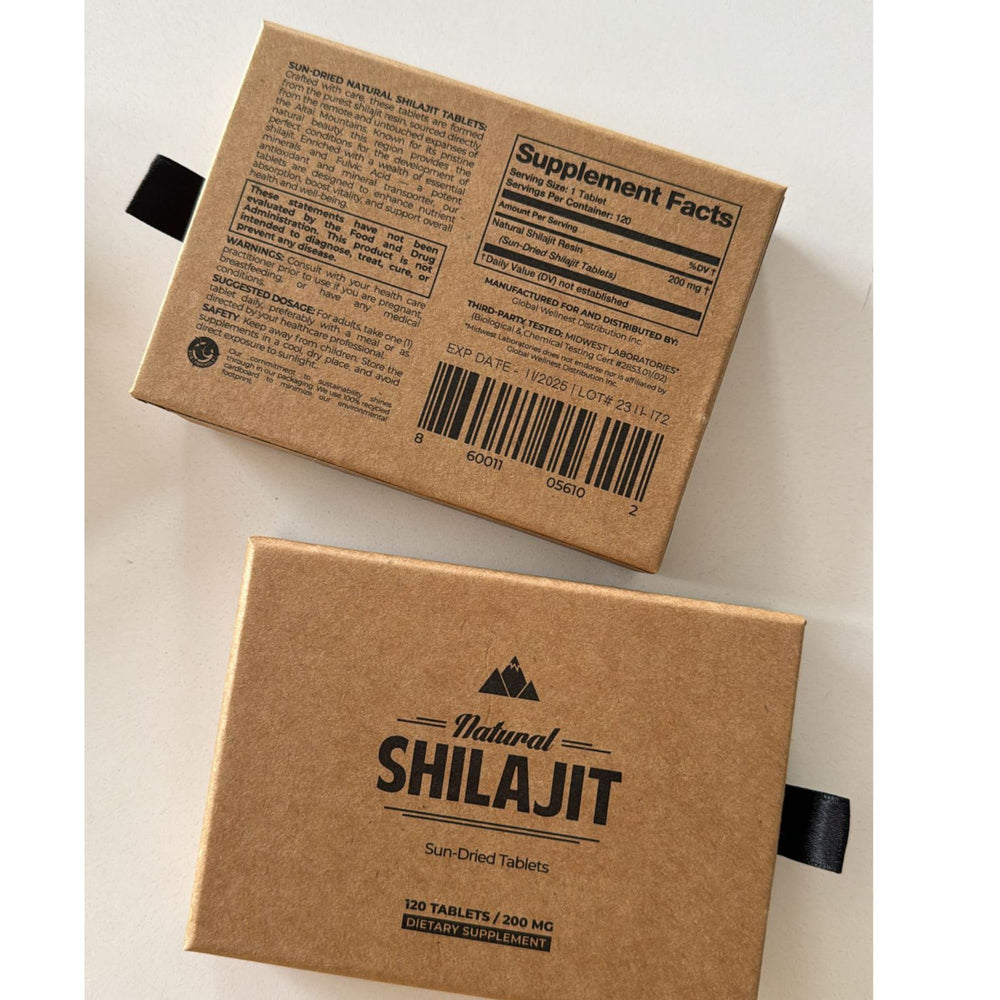 SUN-DRIED NATURAL SHILAJIT TABLETS:
Crafted with care, these tablets are formed
from the purest shilajit resin, sourced directly
from the remote and untouched expanses of
the Altai Mountains. Known for its pristine
natural beauty, this region provides the
perfect conditions for the development of
shilajit. Enriched with a wealth of essential
minerals and Fulvic Acid — a potent
antioxidant and mineral transporter, our
tablets are designed to enhance nutrient
absorption, boost vitality, and support overall
health and well-being.
These statements have not been
evaluated by the Food and Drug
Administration. This product is not
intended to diagnose, treat, cure, or
prevent any disease.
WARNINGS: Consult with your health care
practitioner prior to use if you are pregnant,
breastfeeding, or have any medical
conditions.
SUGGESTED DOSAGE: For adults, take one (1)
tablet daily, preferably with a meal or as
directed by your healthcare professional.
SAFETY: Keep away from children. Store the
supplements in a cool, dry place, and avoid
direct exposure to sunlight.
Our commitment to sustainability shines
through in our packaging. We use 100% recycled
cardboard to minimize our environmental
footprint.
Supplement Facts
Serving Size: 1 Tablet
Servings Per Container: 120
Amount Per Serving
%DV †
Natural Shilajit Resin
200 mg †
(Sun-Dried Shilajit Tablets)
†Daily Value (DV) not established
MANUFACTURED FOR AND DISTRIBUTED BY:
Global Wellness Distribution Inc.
THIRD-PARTY TESTED: MIDWEST LABORATORIES*
(Biological & Chemical Testing Cert #2853.01/02)
*Midwest Laboratories does not endorse nor is affiliated by
Global Wellness Distribution Inc.
EXP DATE - 11/2025 | LOT# 2311-172
8 60011 05610 2
Natural
SHILAJIT
Sun-Dried Tablets
120 TABLETS / 200 MG
DIETARY SUPPLEMENT